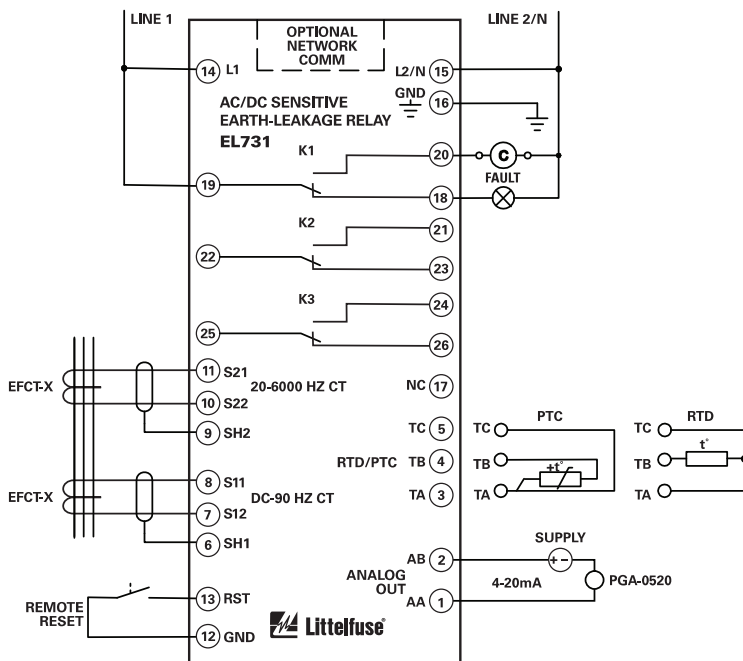 LINE 1
LINE 2/N
OPTIONAL
NETWORK
COMM
14 L1
L2/N 15
GND 16
AC/DC SENSITIVE
EARTH-LEAKAGE RELAY
EL731
K1
20
C
FAULT
19
18
K2
21
22
23
K3
24
25
26
EFCT-X
11 S21
20-6000 HZ CT
10 S22
9 SH2
NC 17
TC 5
RTD/PTC
TB 4
TA 3
PTC
TC
TB
TA
+t°
RTD
TC
TB
TA
t°
EFCT-X
8 S11
DC-90 HZ CT
7 S12
6 SH1
AB 2
ANALOG
OUT
AA 1
SUPPLY
+ -
4-20mA
PGA-0520
REMOTE
RESET
13 RST
12 GND
Littelfuse®